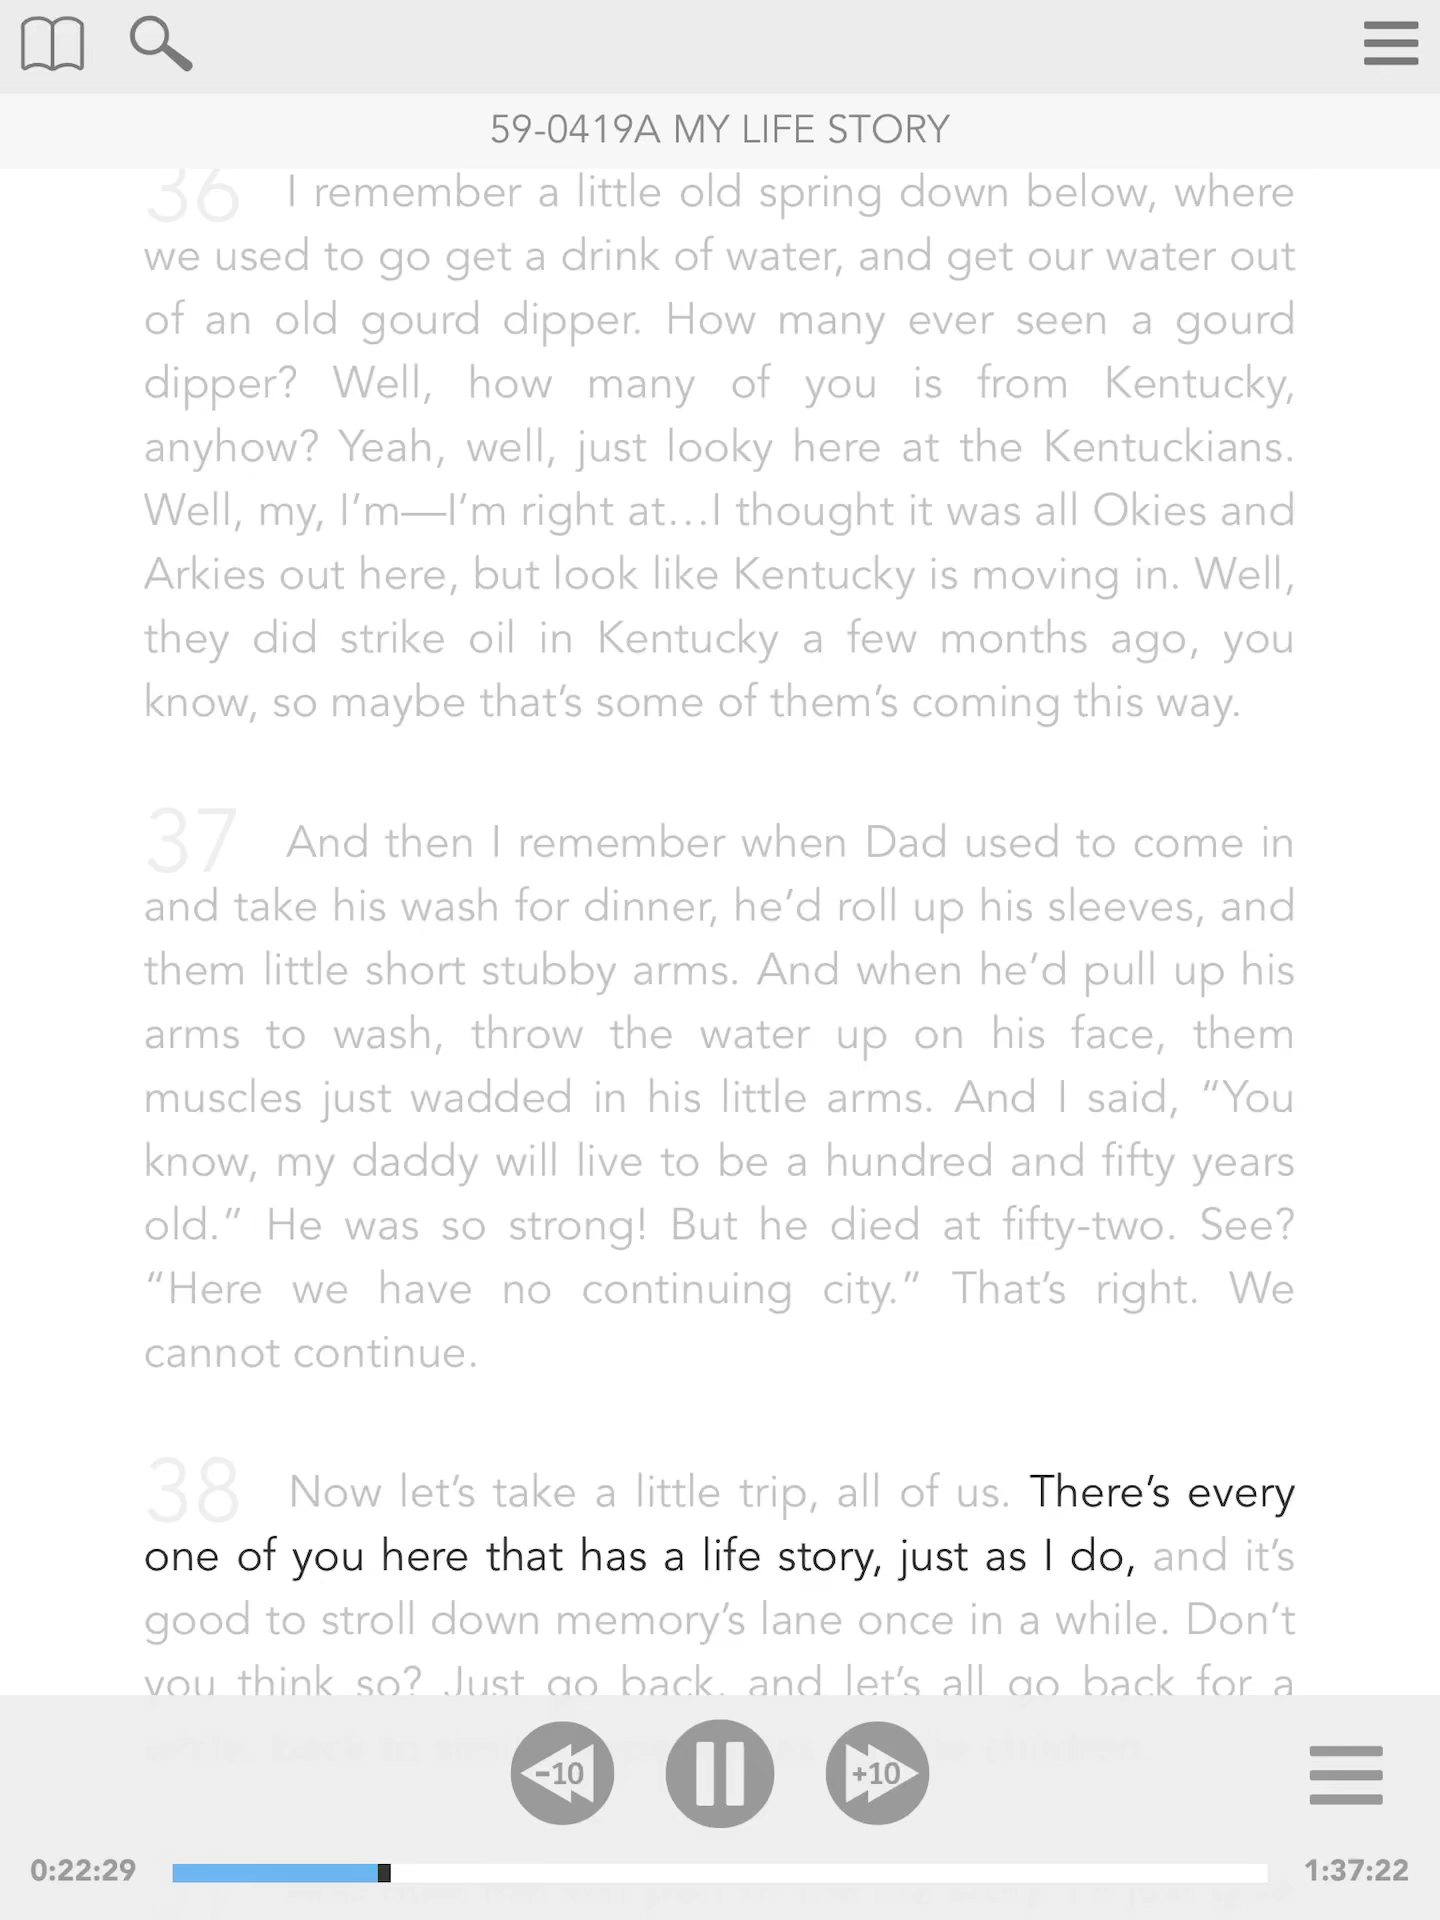 59-0419A MY LIFE STORY
36 I remember a little old spring down below, where
we used to go get a drink of water, and get our water out
of an old gourd dipper. How many ever seen a gourd
dipper? Well, how many of you is from Kentucky,
anyhow? Yeah, well, just looky here at the Kentuckians.
Well, my, I’m—I’m right at…I thought it was all Okies and
Arkies out here, but look like Kentucky is moving in. Well,
they did strike oil in Kentucky a few months ago, you
know, so maybe that’s some of them’s coming this way.
37 And then I remember when Dad used to come in
and take his wash for dinner, he’d roll up his sleeves, and
them little short stubby arms. And when he’d pull up his
arms to wash, throw the water up on his face, them
muscles just wadded in his little arms. And I said, “You
know, my daddy will live to be a hundred and fifty years
old.” He was so strong! But he died at fifty-two. See?
“Here we have no continuing city.” That’s right. We
cannot continue.
38 Now let’s take a little trip, all of us. There’s every
one of you here that has a life story, just as I do, and it’s
good to stroll down memory’s lane once in a while. Don’t
you think so? Just go back, and let’s all go back for a
while, back to children.
-10 +10
0:22:29 1:37:22